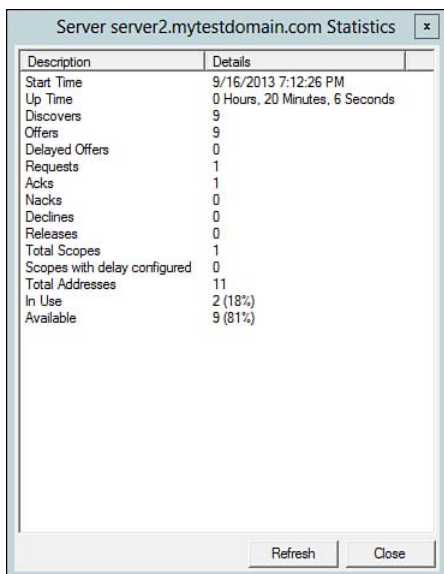 Server server2.mytestdomain.com Statistics x
Description Details
Start Time 9/16/2013 7:12:26 PM
Up Time 0 Hours, 20 Minutes, 6 Seconds
Discovers 9
Offers 9
Delayed Offers 0
Requests 1
Acks 1
Nacks 0
Declines 0
Releases 0
Total Scopes 1
Scopes with delay configured 0
Total Addresses 11
In Use 2 (18%)
Available 9 (81%)
Refresh Close